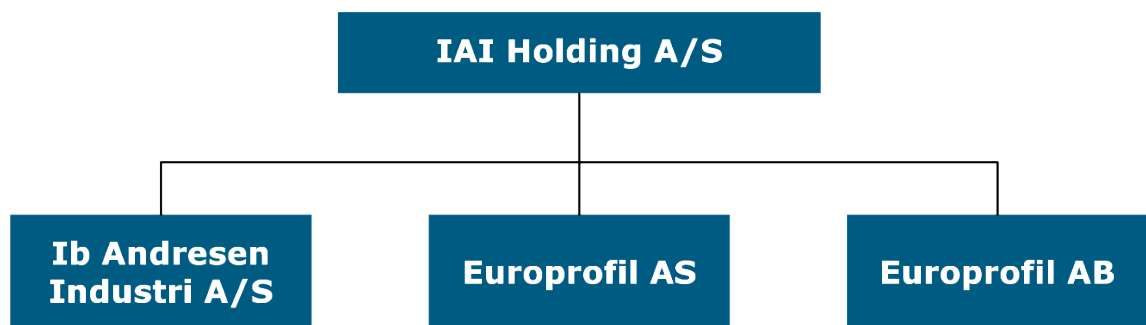 IAI Holding A/S
Ib Andresen
Industri A/S
Europrofil AS
Europrofil AB